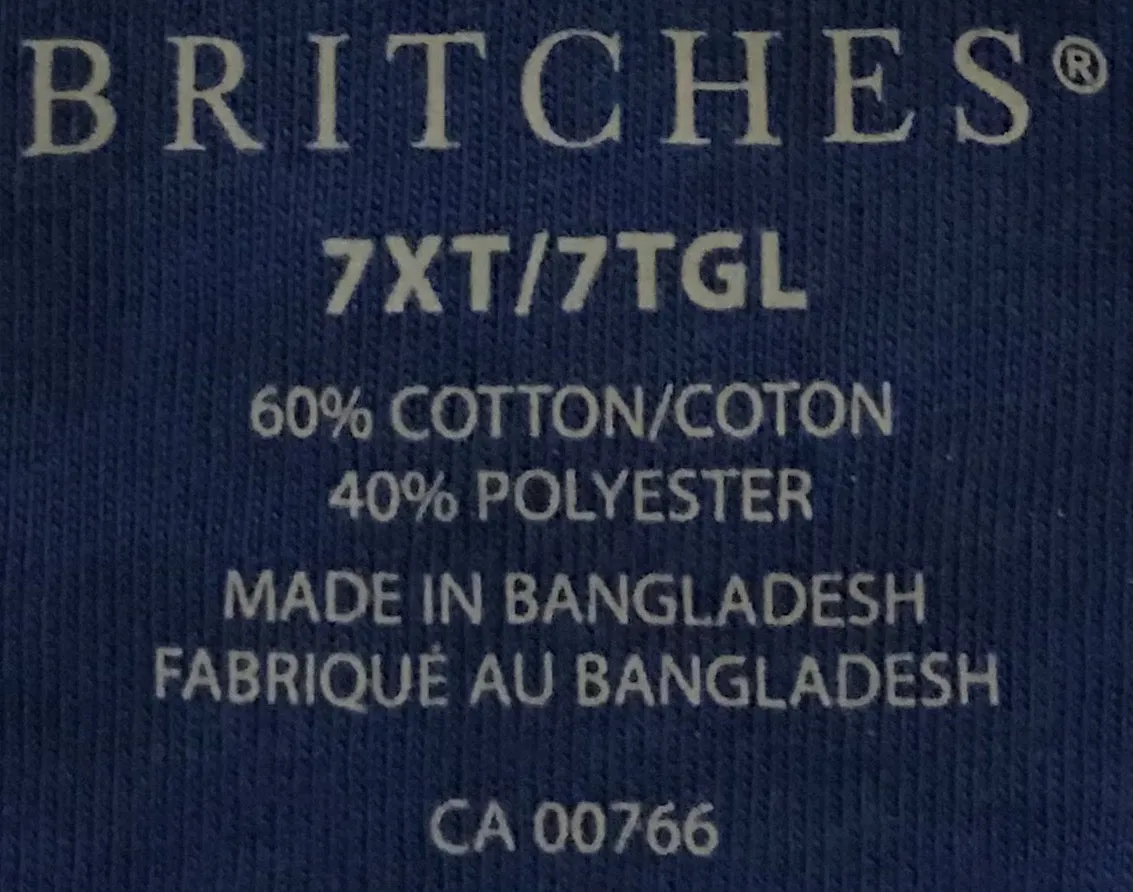 BRITCHES®
7XT/7TGL
60% COTTON/COTON
40% POLYESTER
MADE IN BANGLADESH
FABRIQUÉ AU BANGLADESH
CA 00766